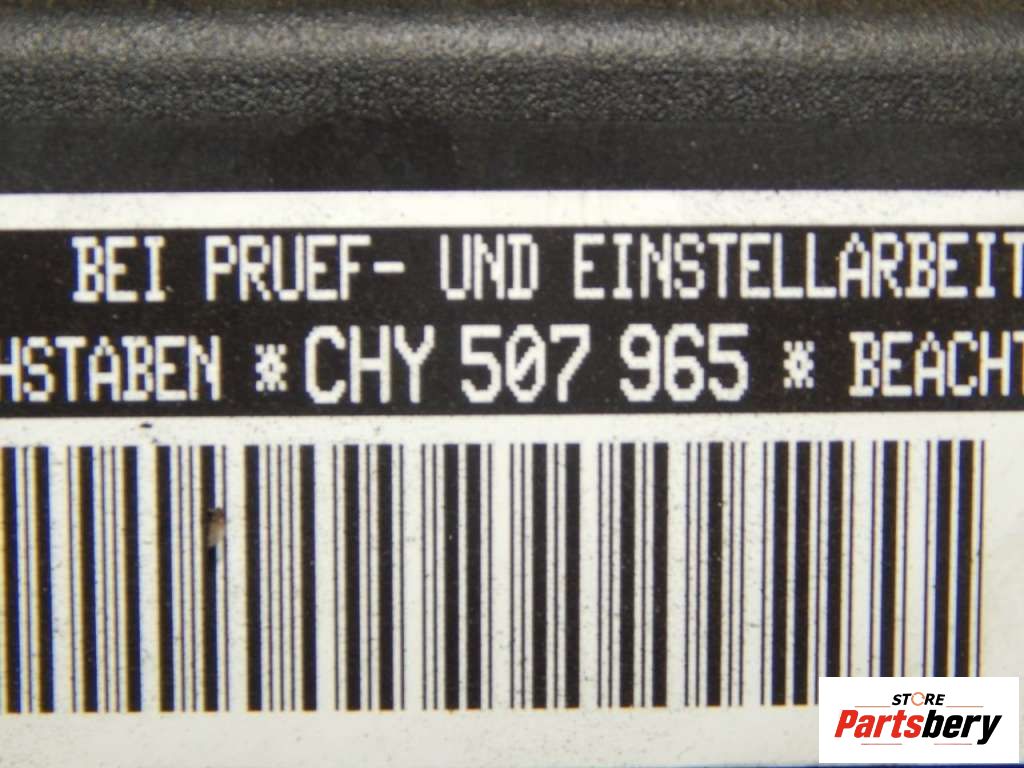 BEI PRUEF- UND EINSTELLARBEIT
HSTABEN *CHY 507 965 * BEACHT
STORE
Partsbery